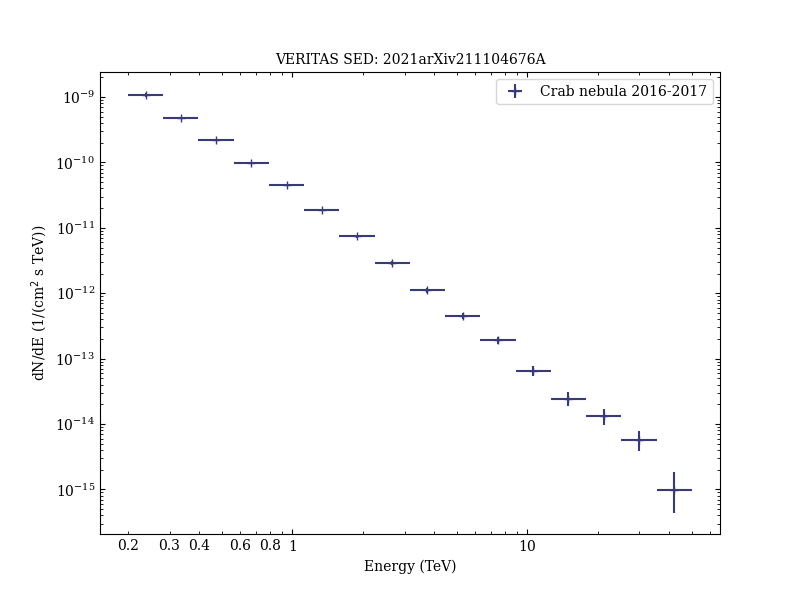 VERITAS SED: 2021arXiv211104676A
Crab nebula 2016-2017
dN/dE (1/(cm² s TeV))
10⁻⁹
10⁻¹⁰
10⁻¹¹
10⁻¹²
10⁻¹³
10⁻¹⁴
10⁻¹⁵
0.2 0.3 0.4 0.6 0.8 1 10
Energy (TeV)